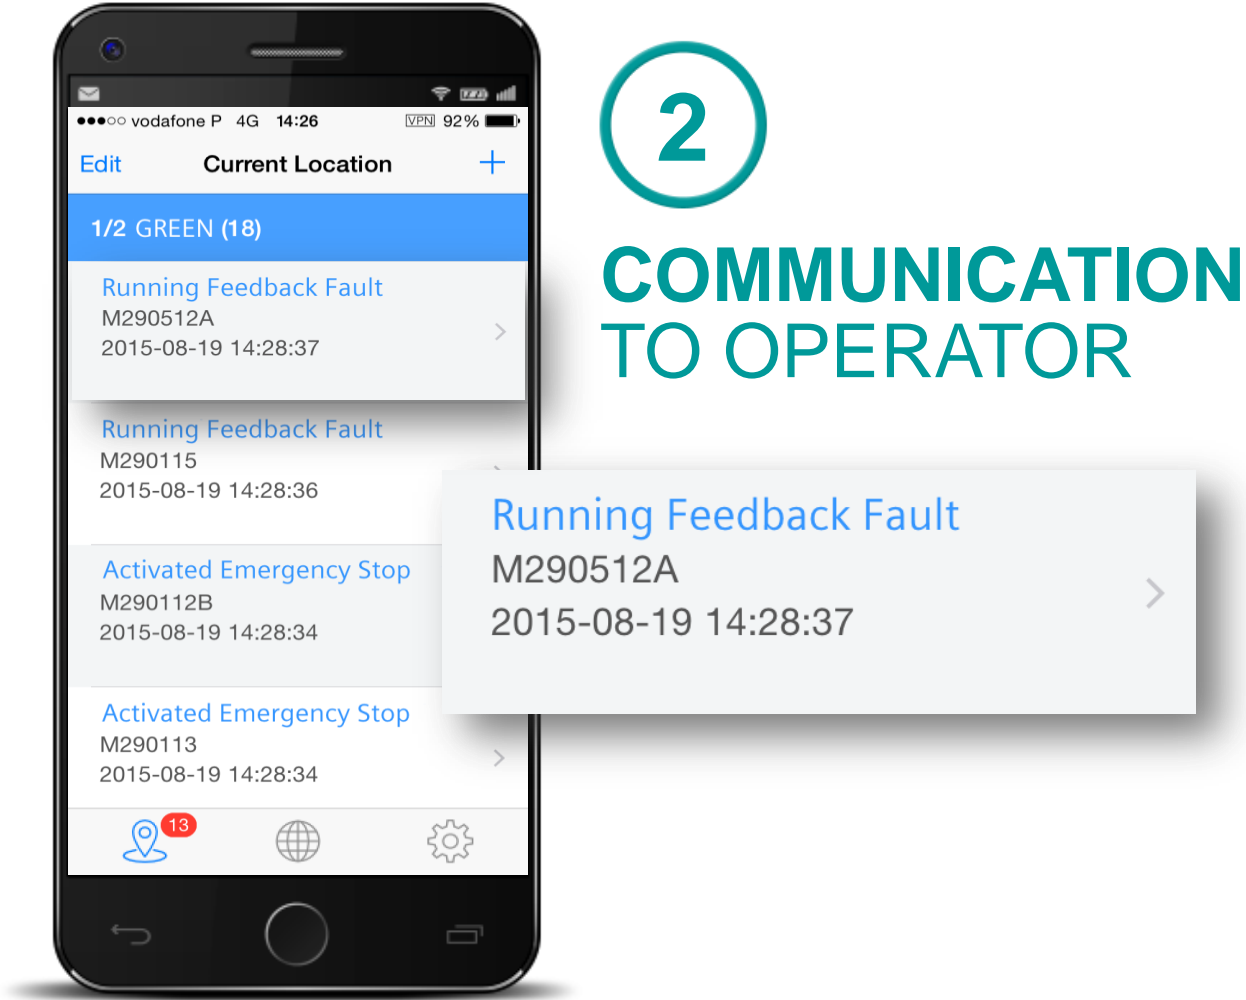 vodafone P 4G 14:26 VPN 92%
Edit Current Location +
1/2 GREEN (18)
Running Feedback Fault
M290512A
2015-08-19 14:28:37
Running Feedback Fault
M290115
2015-08-19 14:28:36
Activated Emergency Stop
M290112B
2015-08-19 14:28:34
Activated Emergency Stop
M290113
2015-08-19 14:28:34
13
2
COMMUNICATION
TO OPERATOR
Running Feedback Fault
M290512A
2015-08-19 14:28:37